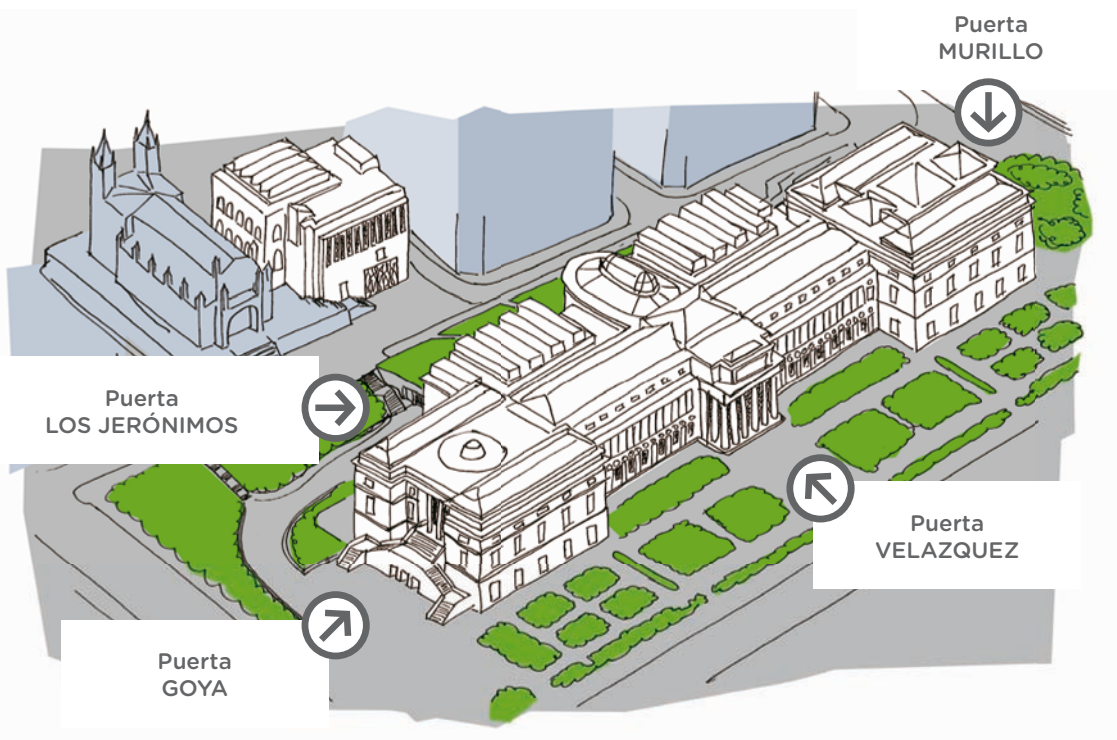 Puerta
MURILLO
Puerta
LOS JERÓNIMOS
Puerta
VELAZQUEZ
Puerta
GOYA